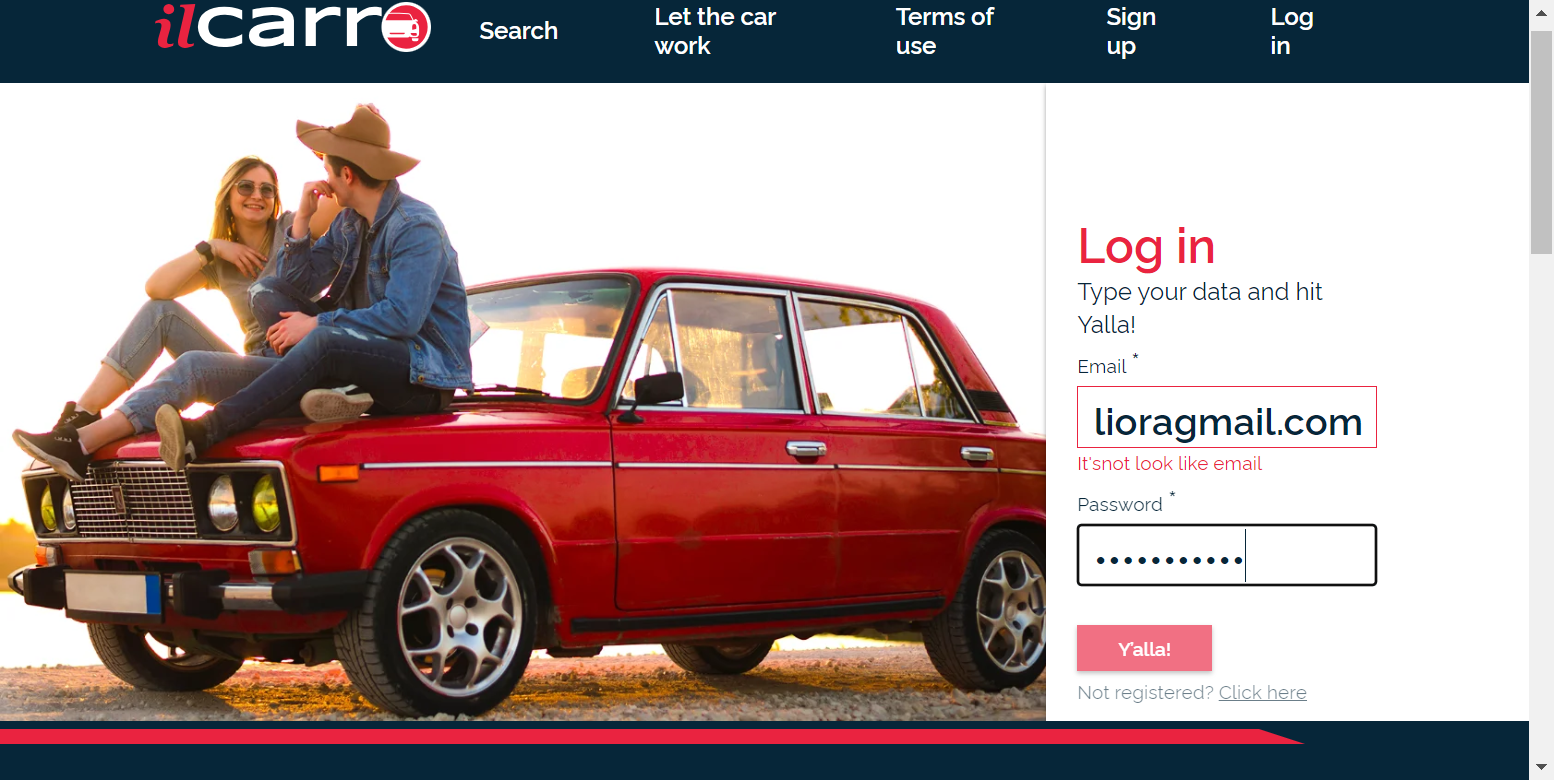 ilcarro
Search
Let the car
work
Terms of
use
Sign
up
Log
in
Log in
Type your data and hit
Yalla!
Email *
lioragmail.com
It'snot look like email
Password *
•••••••••••
Y'alla!
Not registered? Click here